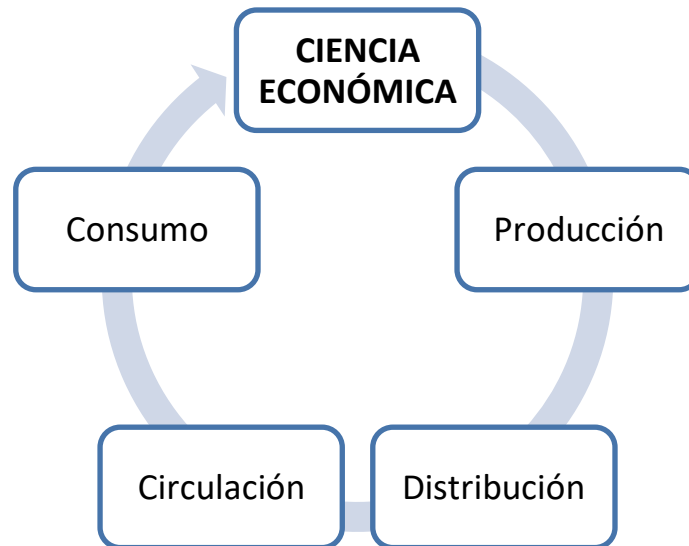 CIENCIA
ECONÓMICA
Producción
Distribución
Circulación
Consumo